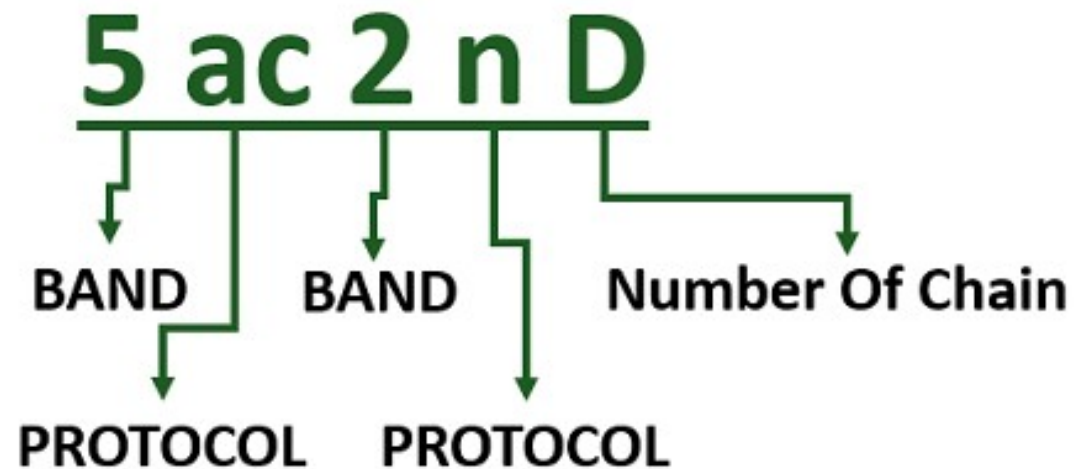 5 ac 2 n D
BAND
BAND
Number Of Chain
PROTOCOL
PROTOCOL